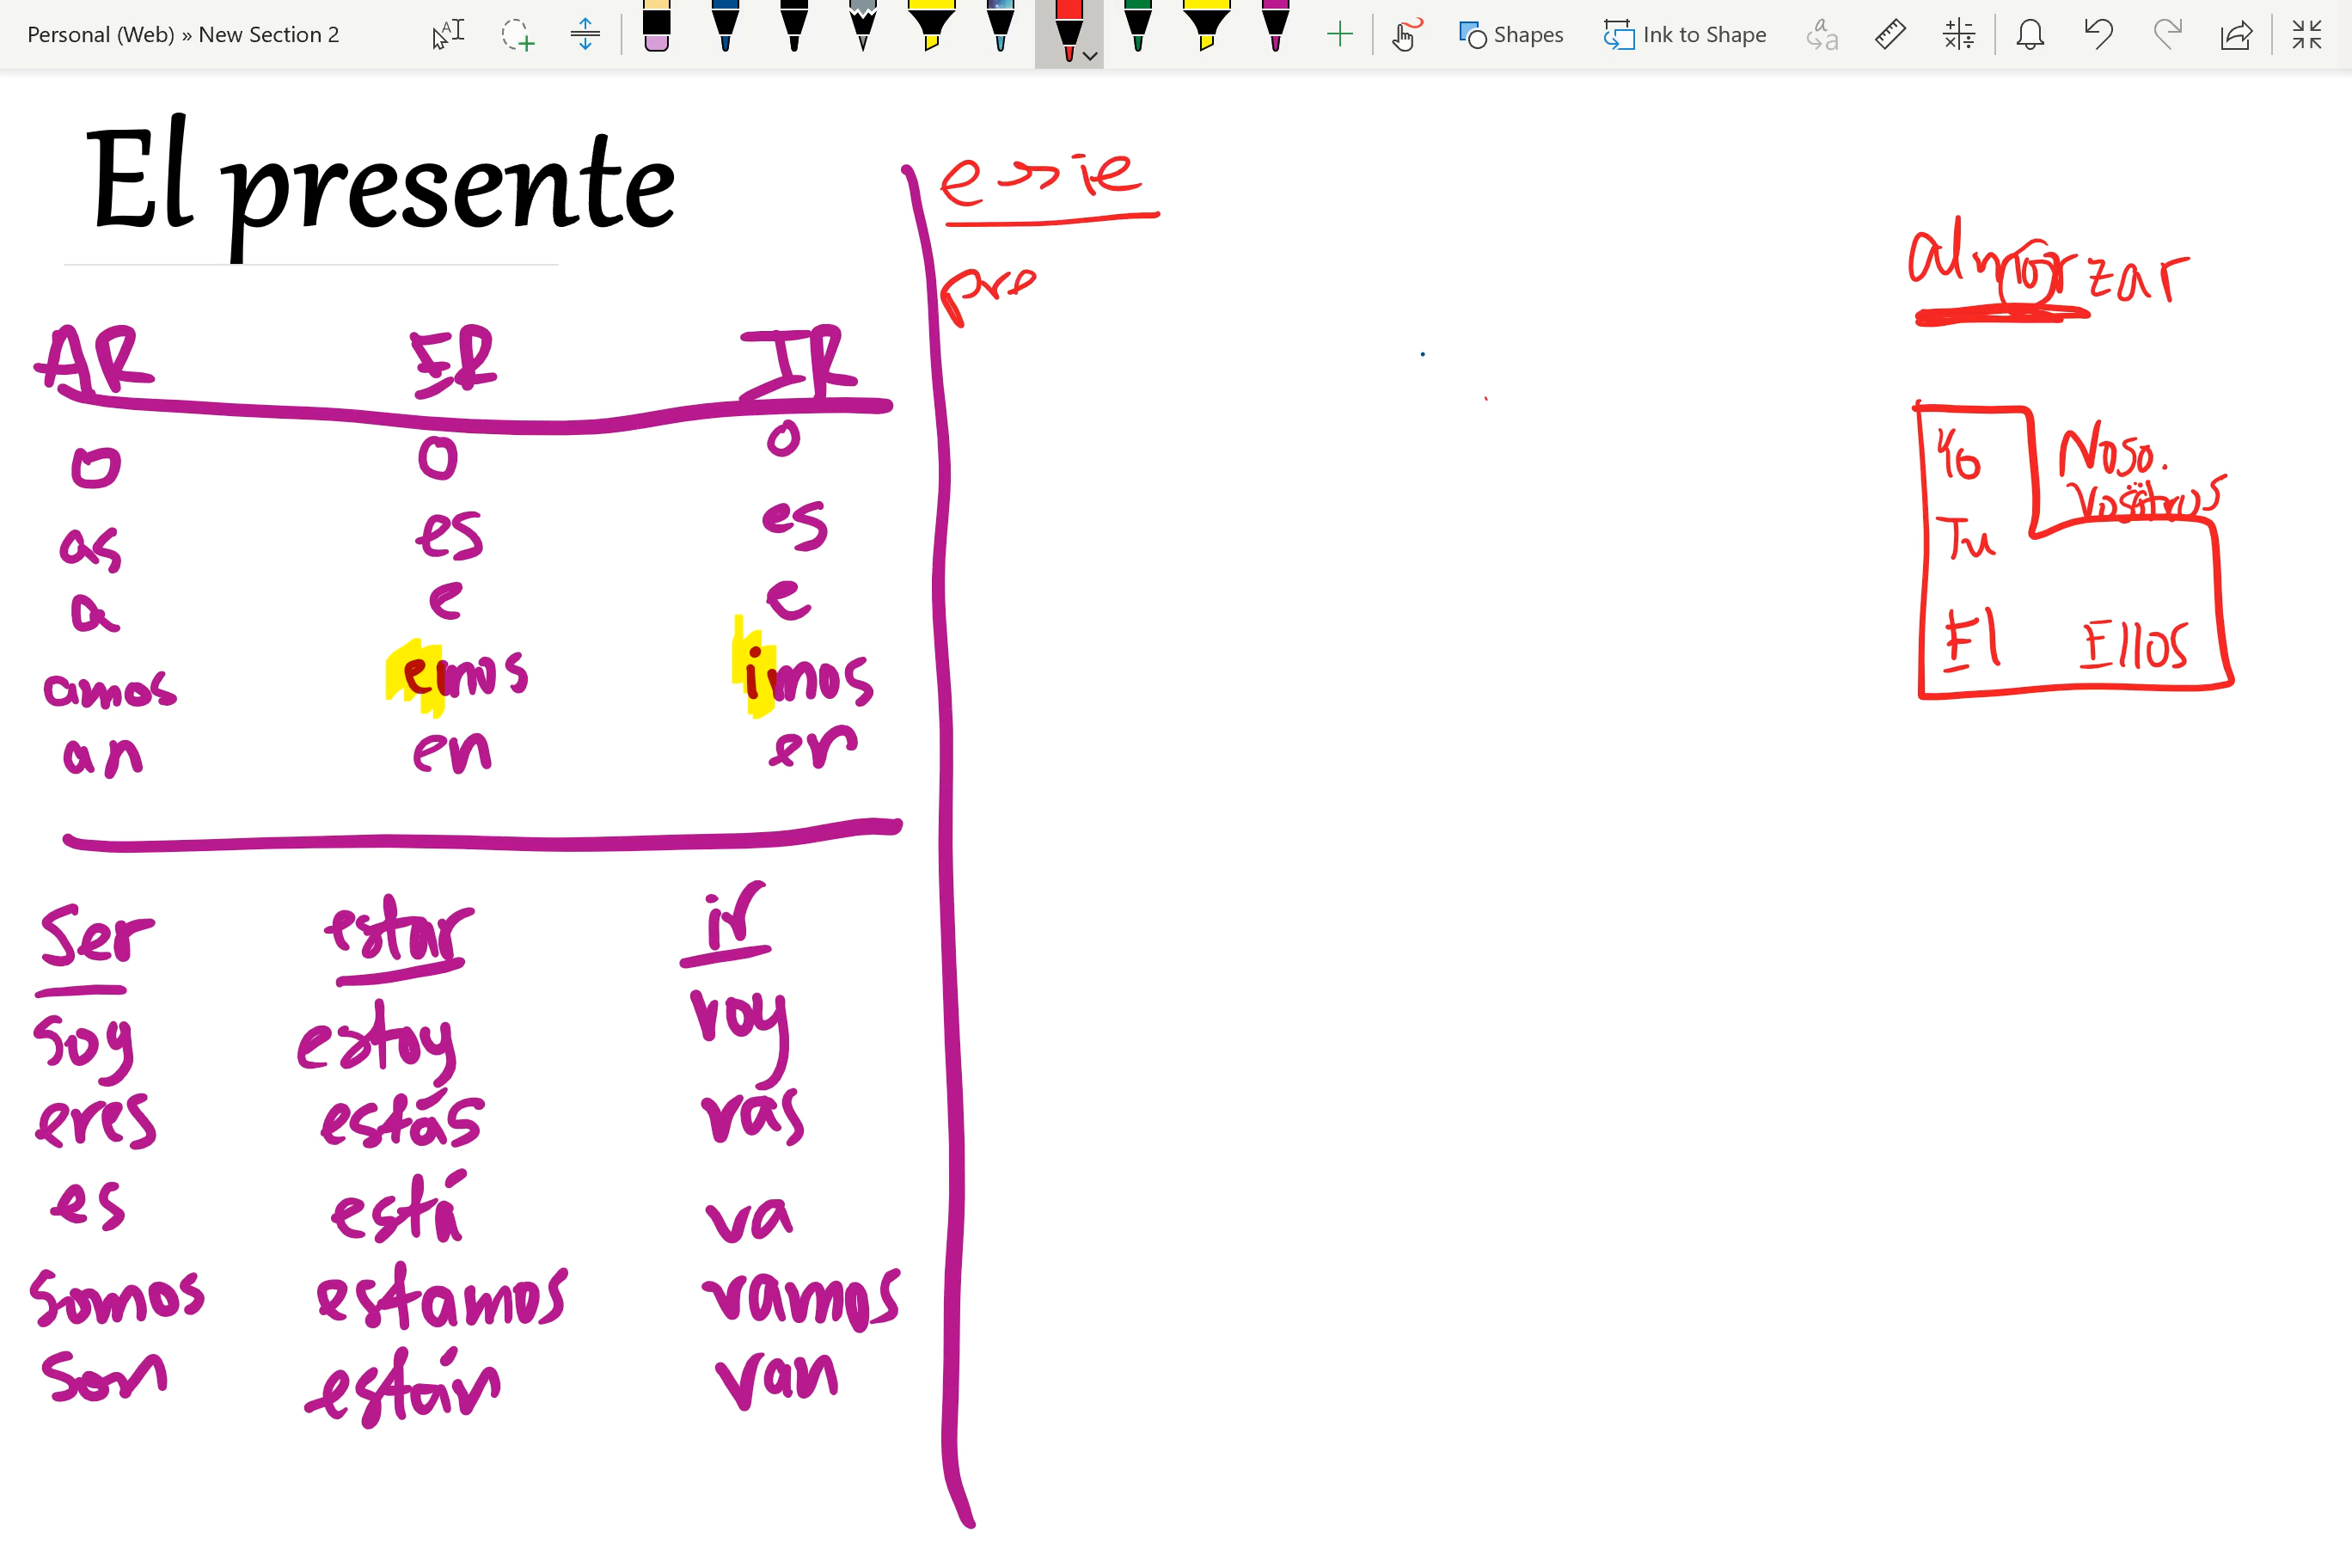 Personal (Web) » New Section 2
Shapes
Ink to Shape
El presente
AR ER IR
o o o
as es es
a e e
amos emos imos
an en en
Ser estar ir
soy estoy voy
eres estás vas
es está va
somos estamos vamos
son están van
e → ie
pre
almorzar
Yo Noso.
Vosotros
Tu
El Ellos